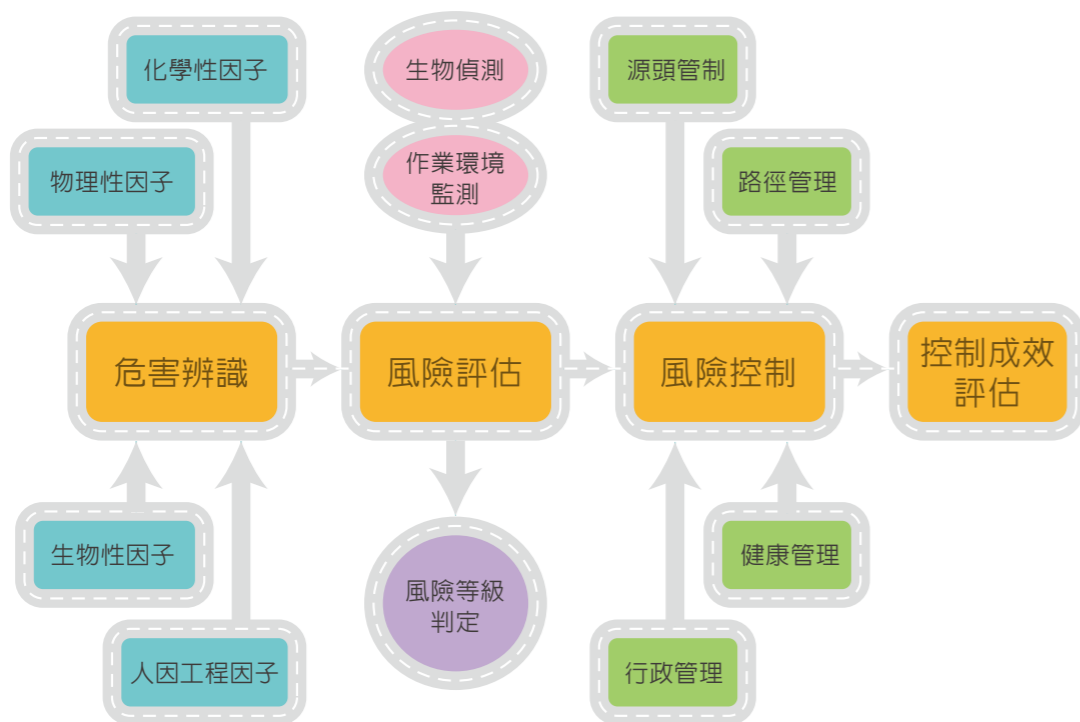 化學性因子
生物偵測
源頭管制
物理性因子
作業環境
監測
路徑管理
危害辨識
風險評估
風險控制
控制成效
評估
生物性因子
風險等級
判定
健康管理
人因工程因子
行政管理